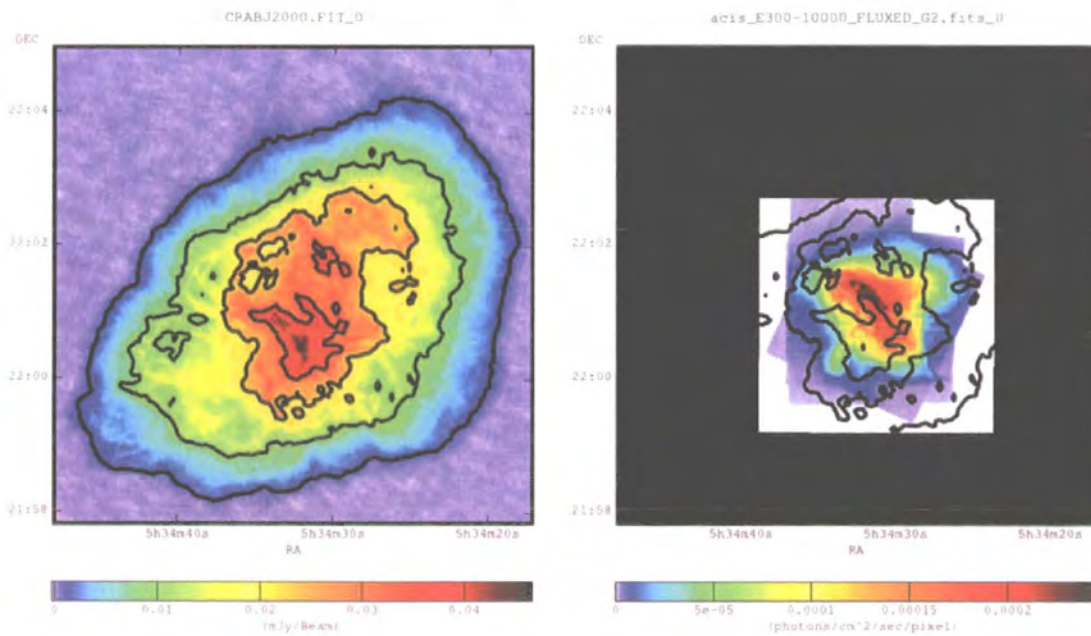 CRABJ2000.FIT_0
DEC
22:04
22:02
22:00
21:58
5h34m40s 5h34m30s 5h34m20s
RA
0 0.01 0.02 0.03 0.04
(mJy/Beam)
acis_E300-10000_FLUXED_G2.fits_0
DEC
22:04
22:02
22:00
21:58
5h34m40s 5h34m30s 5h34m20s
RA
0 5e-05 0.0001 0.00015 0.0002
(photons/cm^2/sec/pixel)